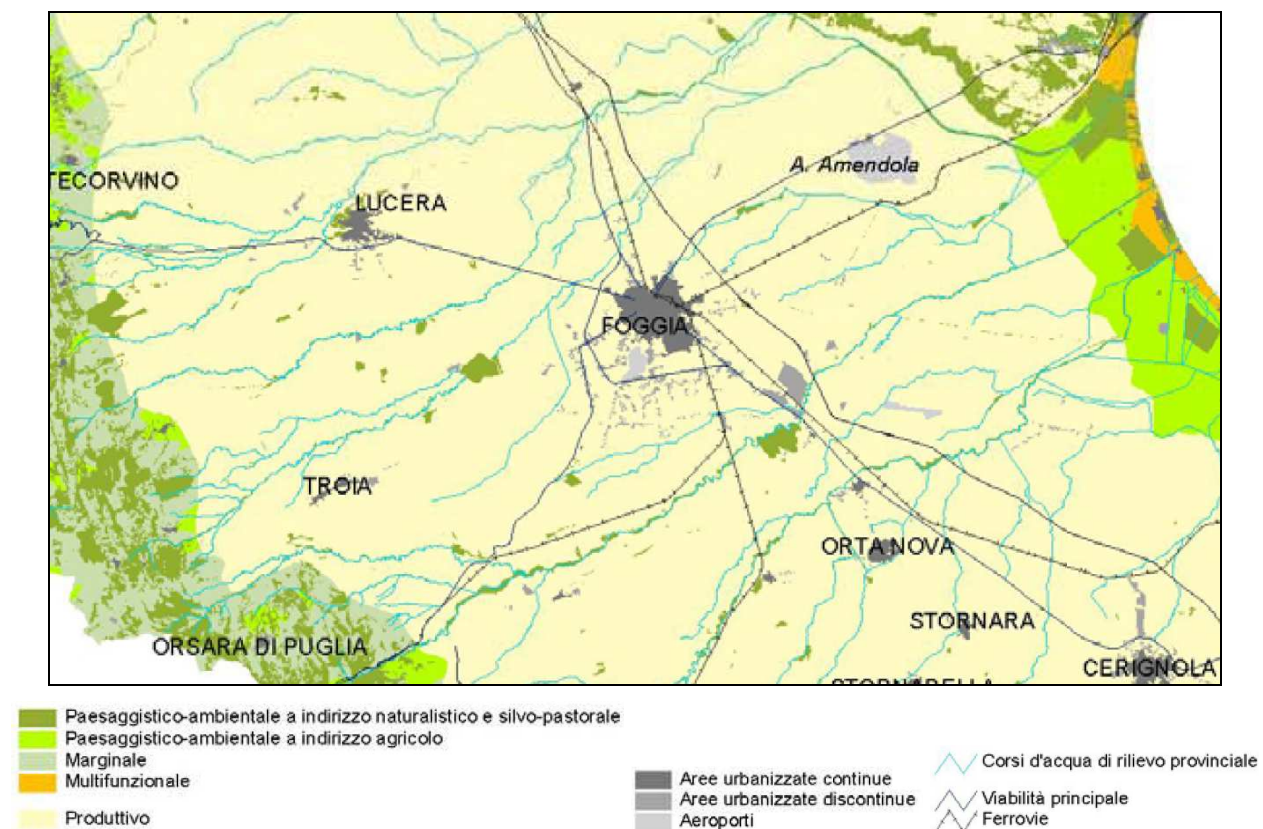 A. Amendola
TECORVINO
LUCERA
FOGGIA
TROIA
ORTA NOVA
STORNARA
ORSARA DI PUGLIA
CERIGNOLA
STORNARELLA
Paesaggistico-ambientale a indirizzo naturalistico e silvo-pastorale
Paesaggistico-ambientale a indirizzo agricolo
Marginale
Multifunzionale
Produttivo
Aree urbanizzate continue
Aree urbanizzate discontinue
Aeroporti
Corsi d'acqua di rilievo provinciale
Viabilità principale
Ferrovie